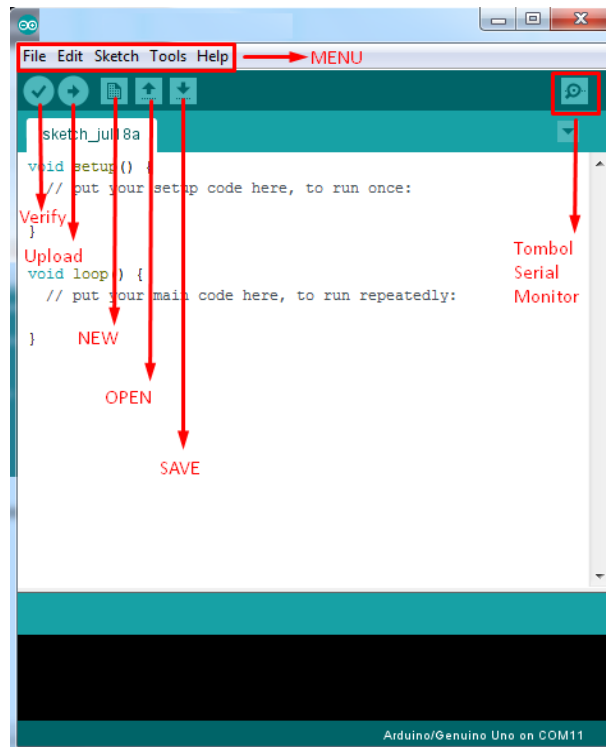 File Edit Sketch Tools Help
MENU
sketch_jul18a
void setup() {
// put your setup code here, to run once:
Verify
}
Upload
void loop() {
// put your main code here, to run repeatedly:
}
NEW
OPEN
SAVE
Tombol
Serial
Monitor
Arduino/Genuino Uno on COM11